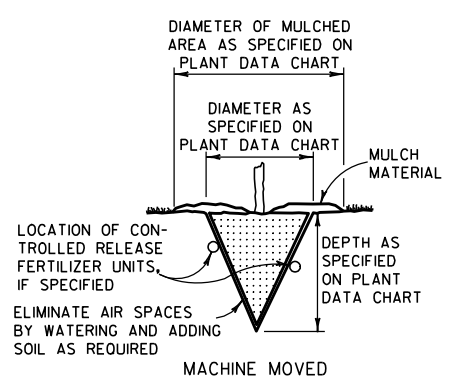 DIAMETER OF MULCHED
AREA AS SPECIFIED ON
PLANT DATA CHART
DIAMETER AS
SPECIFIED ON
PLANT DATA CHART
MULCH
MATERIAL
LOCATION OF CON-
TROLLED RELEASE
FERTILIZER UNITS,
IF SPECIFIED
DEPTH AS
SPECIFIED
ON PLANT
DATA CHART
ELIMINATE AIR SPACES
BY WATERING AND ADDING
SOIL AS REQUIRED
MACHINE MOVED